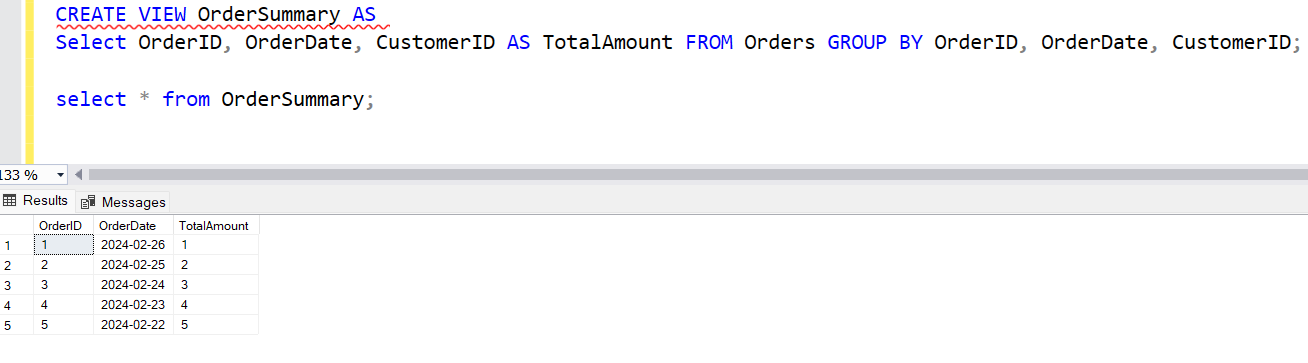 CREATE VIEW OrderSummary AS
Select OrderID, OrderDate, CustomerID AS TotalAmount FROM Orders GROUP BY OrderID, OrderDate, CustomerID;
select * from OrderSummary;
133 %
Results Messages
OrderID OrderDate TotalAmount
1 1 2024-02-26 1
2 2 2024-02-25 2
3 3 2024-02-24 3
4 4 2024-02-23 4
5 5 2024-02-22 5